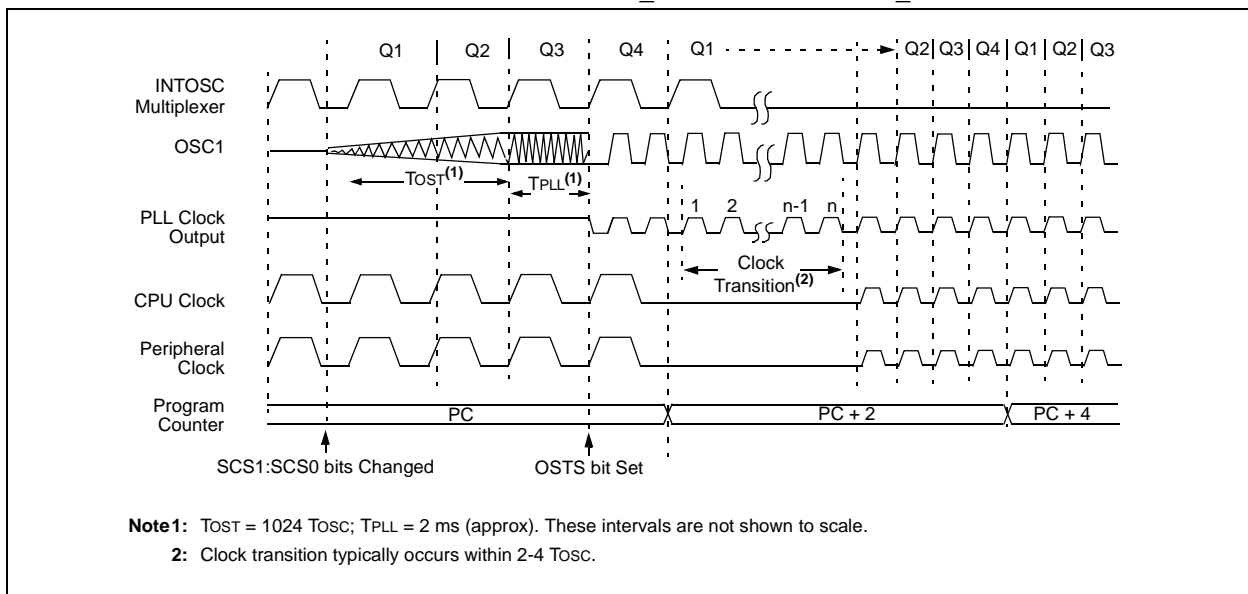 Q1 Q2 Q3 Q4 Q1 Q2 Q3 Q4 Q1 Q2 Q3
INTOSC
Multiplexer
OSC1
TOST(1) TPLL(1)
PLL Clock
Output
1 2 n-1 n
Clock
Transition(2)
CPU Clock
Peripheral
Clock
Program
Counter
PC PC + 2 PC + 4
SCS1:SCS0 bits Changed OSTS bit Set
Note1: TOST = 1024 TOSC; TPLL = 2 ms (approx). These intervals are not shown to scale.
2: Clock transition typically occurs within 2-4 TOSC.